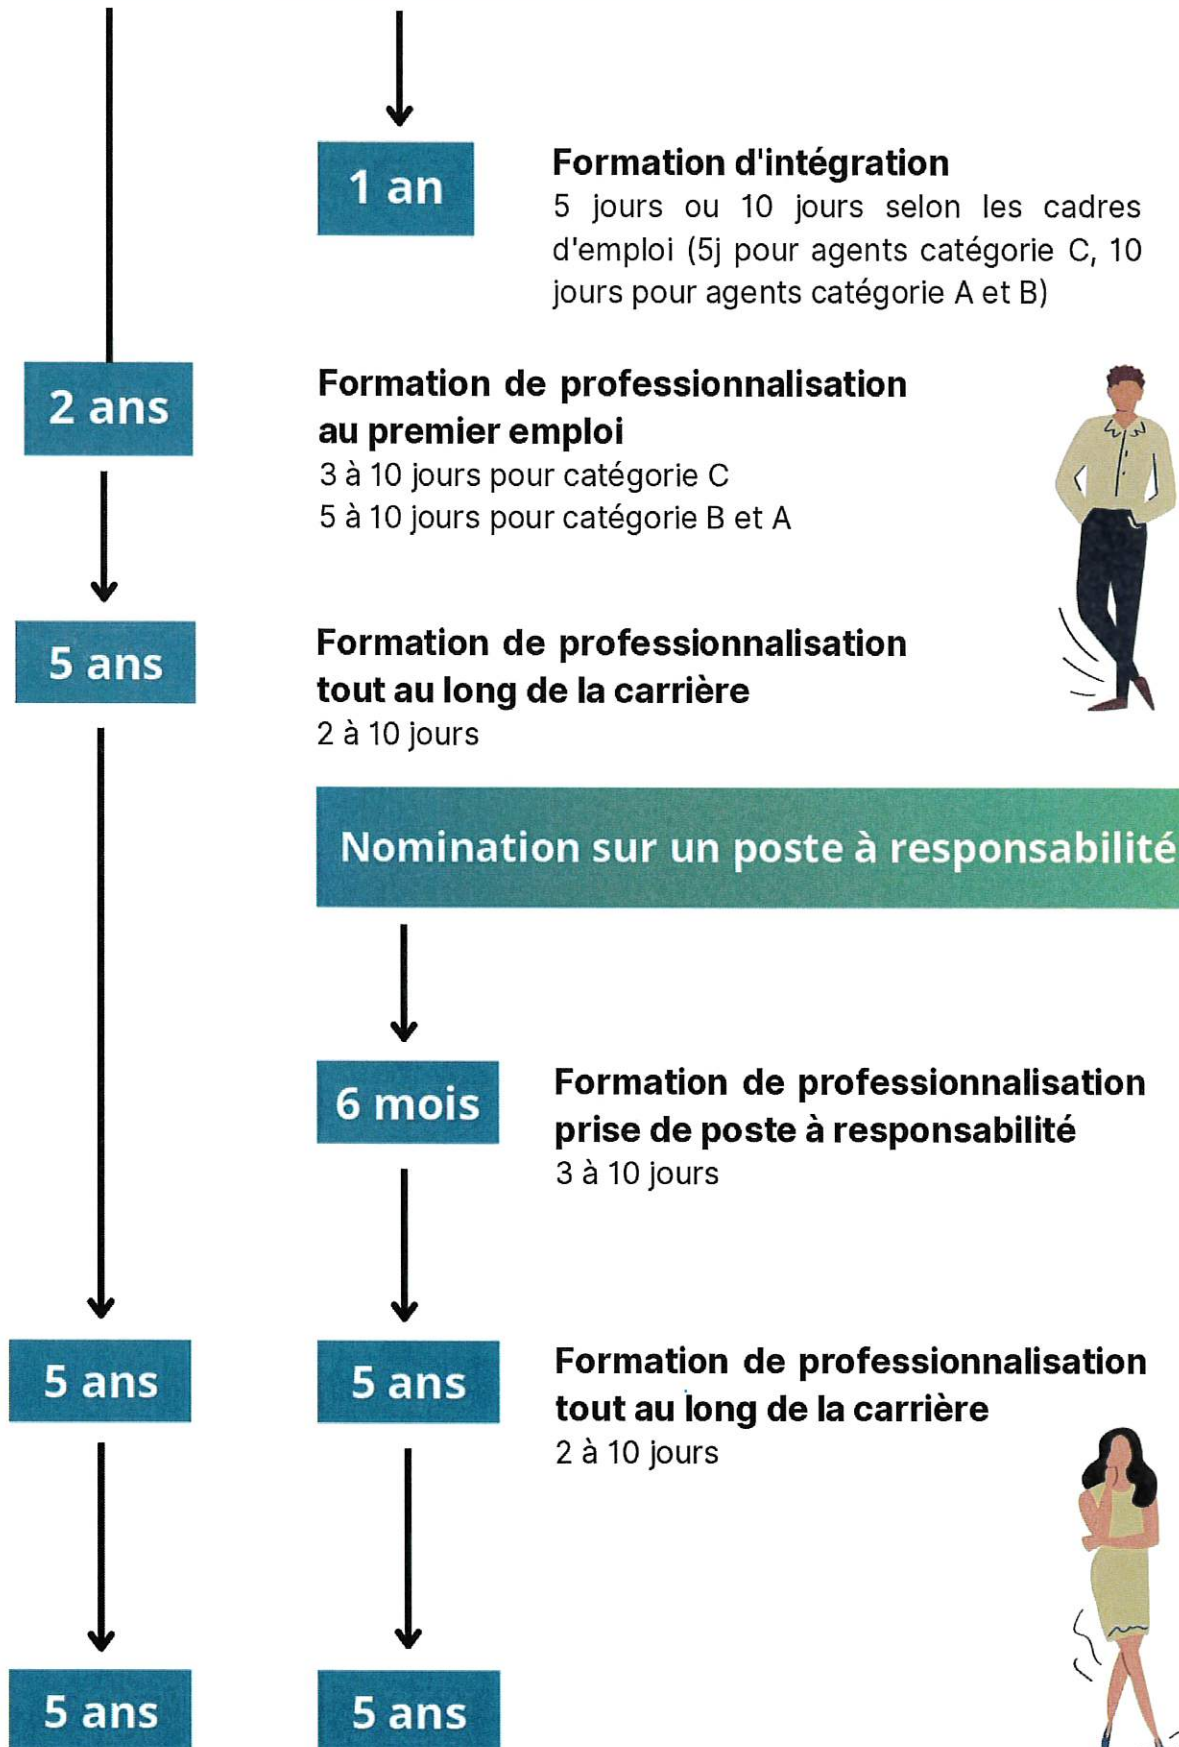 1 an
Formation d'intégration
5 jours ou 10 jours selon les cadres
d'emploi (5j pour agents catégorie C, 10
jours pour agents catégorie A et B)
2 ans
Formation de professionnalisation
au premier emploi
3 à 10 jours pour catégorie C
5 à 10 jours pour catégorie B et A
5 ans
Formation de professionnalisation
tout au long de la carrière
2 à 10 jours
Nomination sur un poste à responsabilité
6 mois
Formation de professionnalisation
prise de poste à responsabilité
3 à 10 jours
5 ans
5 ans
Formation de professionnalisation
tout au long de la carrière
2 à 10 jours
5 ans
5 ans